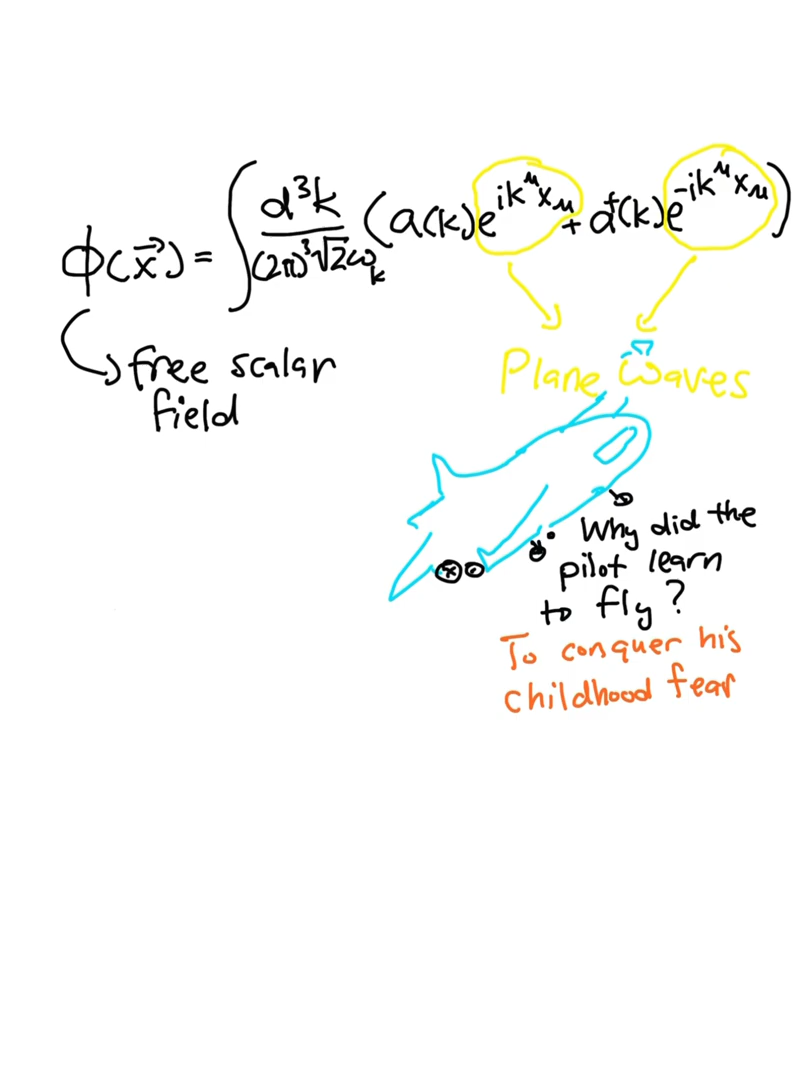 ϕ(x⃗) = ∫ d³k / (2π)³√2ω_k (a(k)e^{ik^μx_μ} + a†(k)e^{-ik^μx_μ})
free scalar
field
Plane Waves
Why did the
pilot learn
to fly?
To conquer his
childhood fear